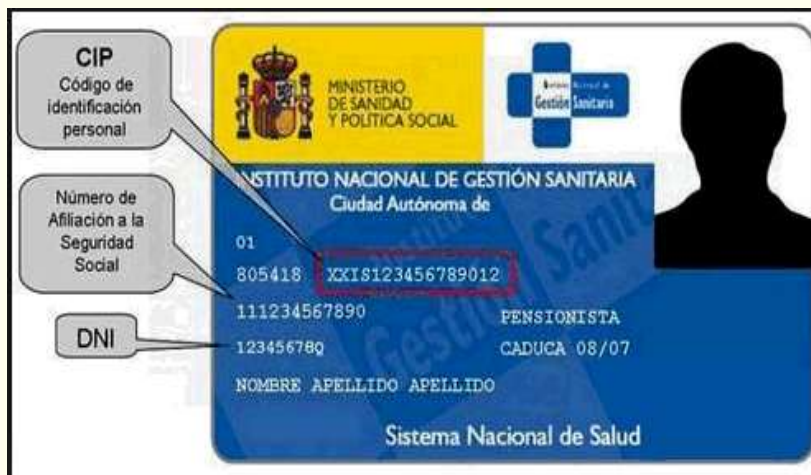 CIP
Código de
identificación
personal
Número de
Afiliación a la
Seguridad
Social
DNI
MINISTERIO
DE SANIDAD
Y POLÍTICA SOCIAL
Gestión Sanitaria
INSTITUTO NACIONAL DE GESTIÓN SANITARIA
Ciudad Autónoma de
01
805418 XXIS123456789012
111234567890
PENSIONISTA
12345678Q
CADUCA 08/07
NOMBRE APELLIDO APELLIDO
Sistema Nacional de Salud